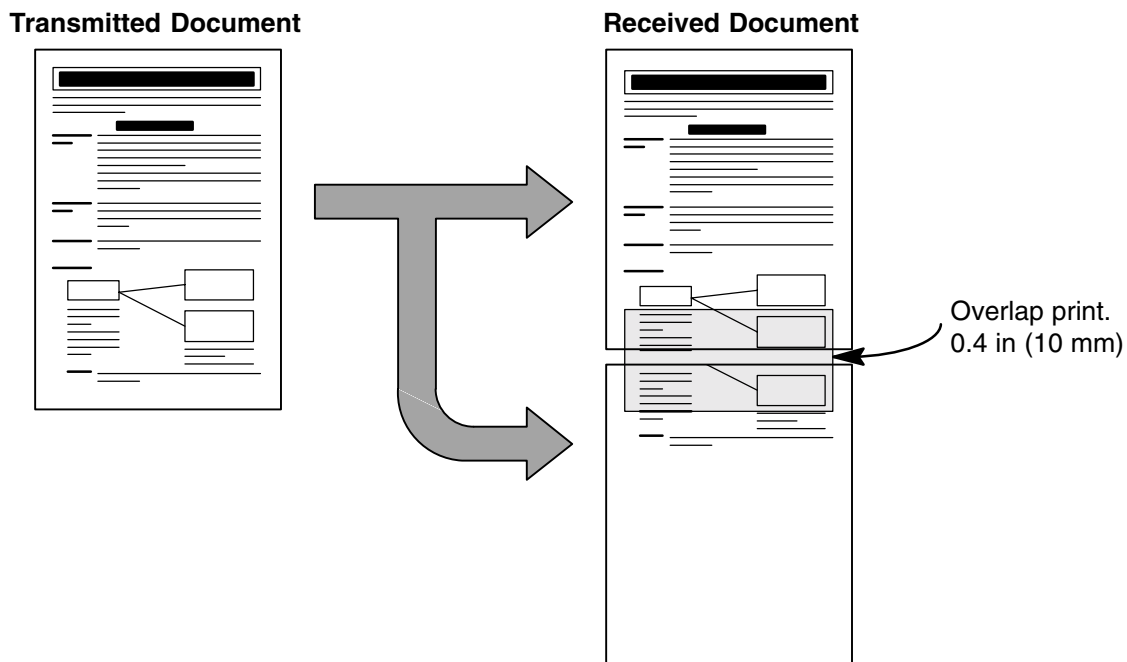 Transmitted Document
Received Document
Overlap print.
0.4 in (10 mm)